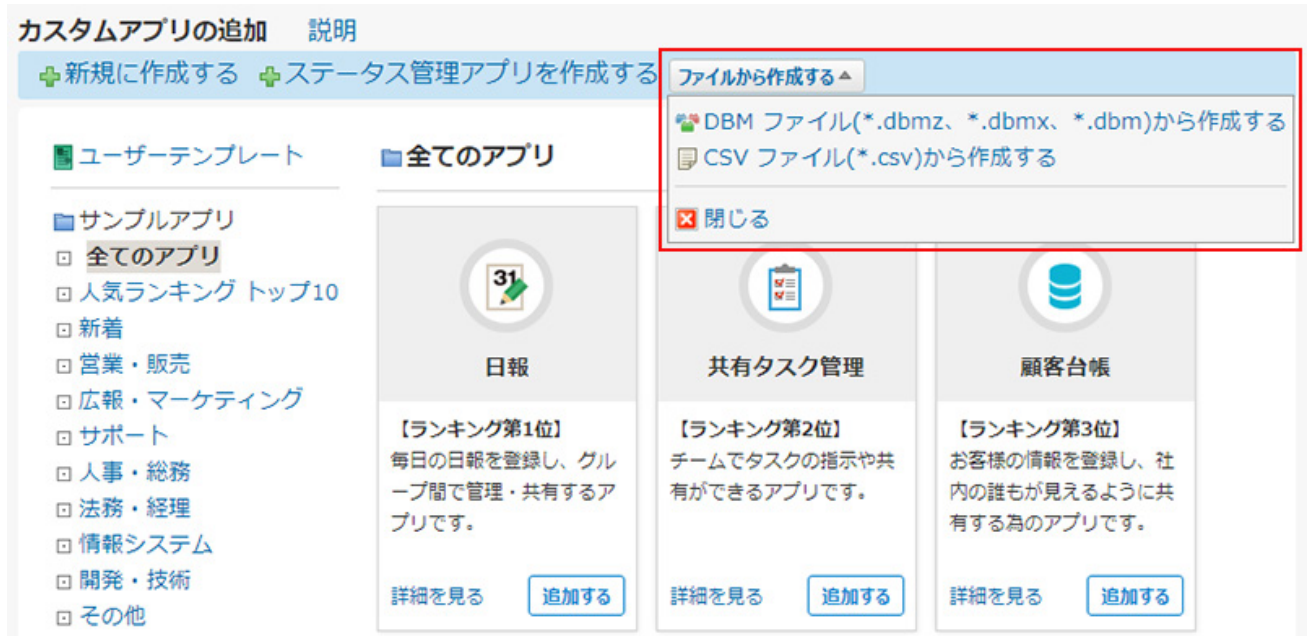 カスタムアプリの追加 説明
新規に作成する ステータス管理アプリを作成する ファイルから作成する
DBM ファイル(*.dbmz、*.dbmx、*.dbm)から作成する
CSV ファイル(*.csv)から作成する
閉じる
ユーザーテンプレート
サンプルアプリ
全てのアプリ
人気ランキング トップ10
新着
営業・販売
広報・マーケティング
サポート
人事・総務
法務・経理
情報システム
開発・技術
その他
全てのアプリ
31
日報
【ランキング第1位】
毎日の日報を登録し、グル
ープ間で管理・共有するア
プリです。
詳細を見る 追加する
共有タスク管理
【ランキング第2位】
チームでタスクの指示や共
有ができるアプリです。
詳細を見る 追加する
顧客台帳
【ランキング第3位】
お客様の情報を登録し、社
内の誰もが見えるように共
有する為のアプリです。
詳細を見る 追加する